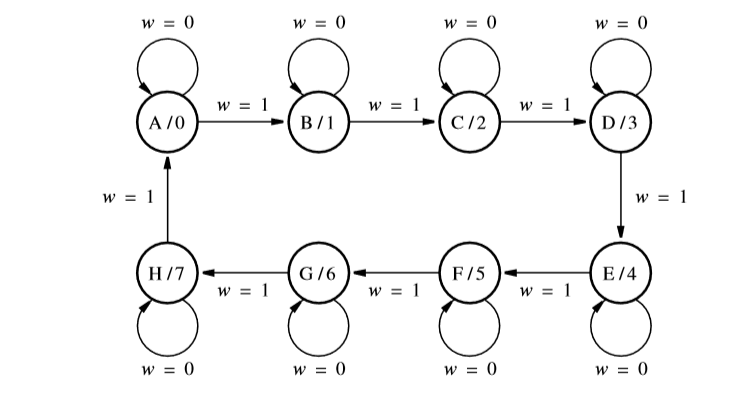 w = 0 w = 0 w = 0 w = 0
w = 1 w = 1 w = 1
A/0 B/1 C/2 D/3
w = 1 w = 1
H/7 G/6 F/5 E/4
w = 1 w = 1 w = 1
w = 0 w = 0 w = 0 w = 0